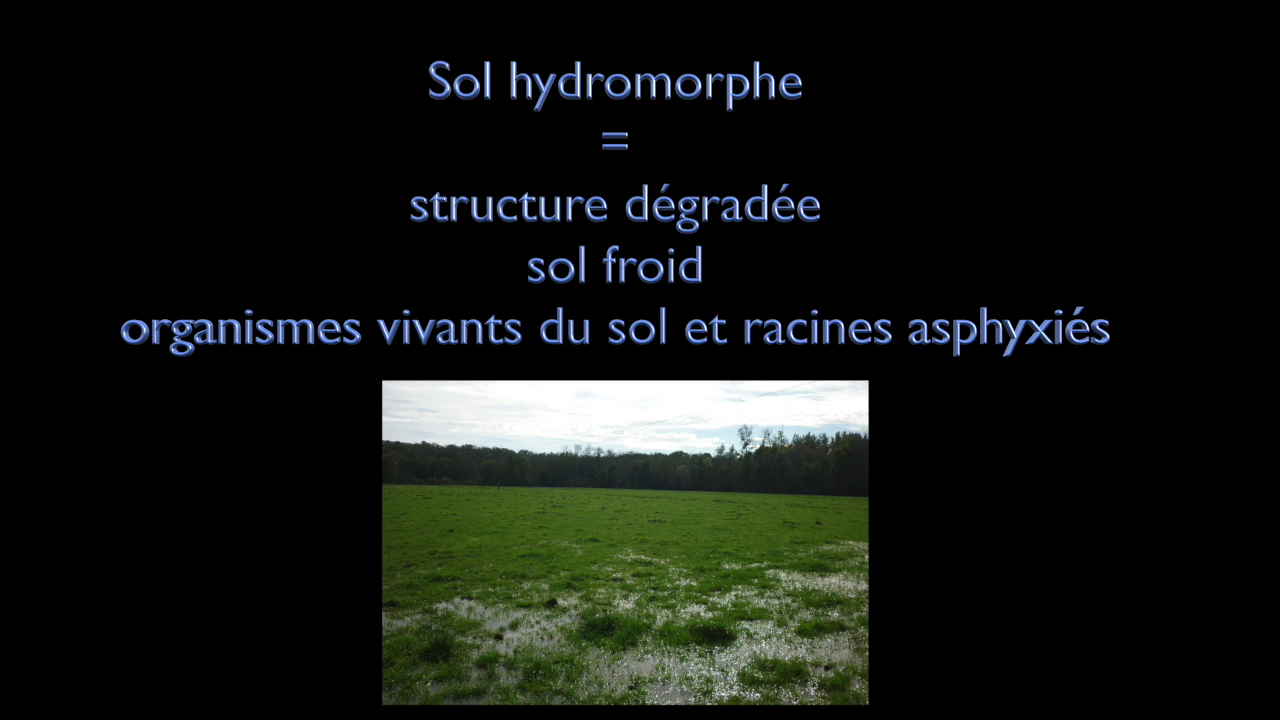 Sol hydromorphe
=
structure dégradée
sol froid
organismes vivants du sol et racines asphyxiés